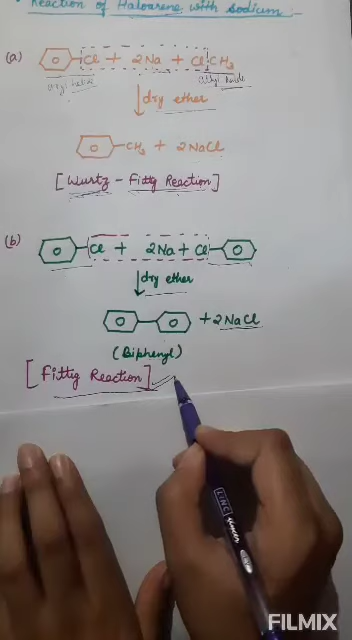 Reaction of Haloarene with sodium
(a)
Cl + 2Na + Cl CH3
aryl halide alkyl halide
dry ether
CH3 + 2NaCl
[Wurtz - Fittig Reaction]
(b)
Cl + 2Na + Cl
dry ether
+ 2NaCl
(Biphenyl)
[Fittig Reaction]
LINC
FILMIX